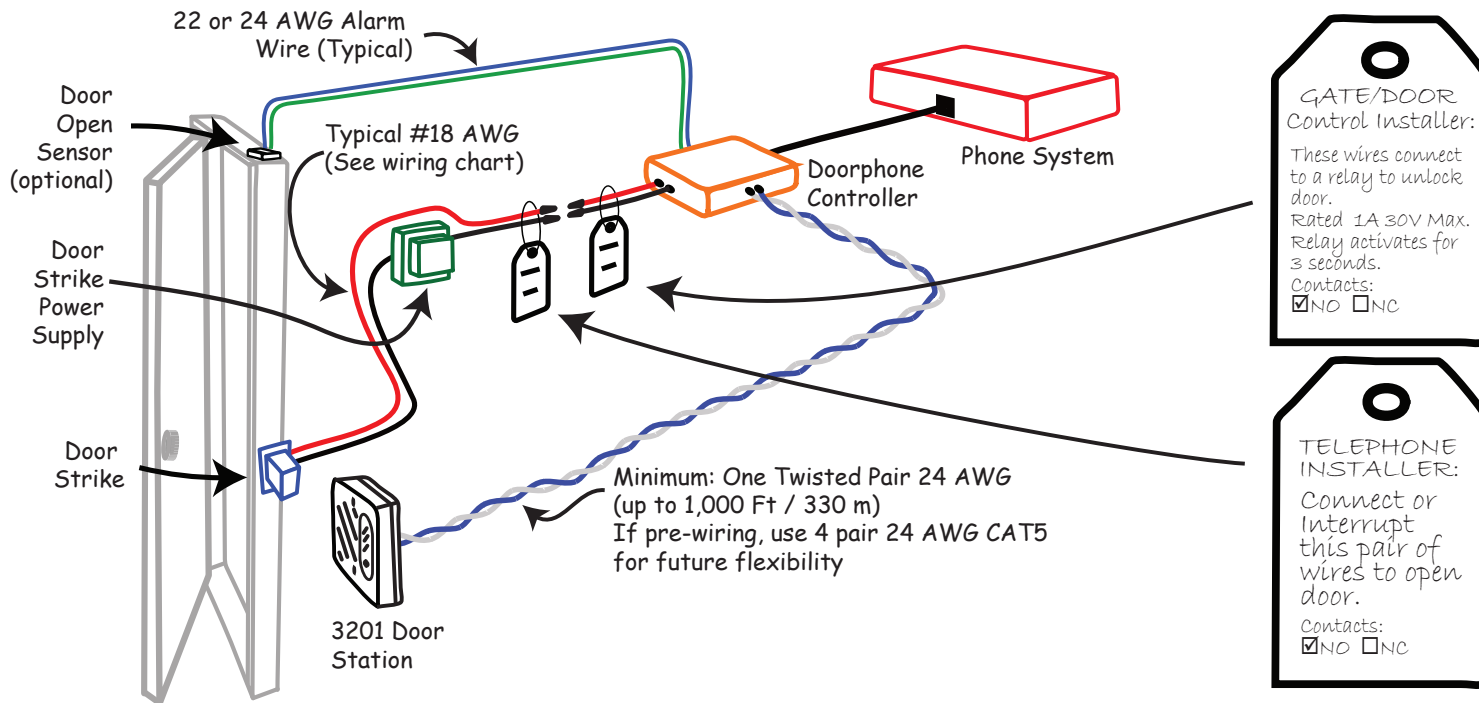 22 or 24 AWG Alarm
Wire (Typical)
Door
Open
Sensor
(optional)
Typical #18 AWG
(See wiring chart)
Phone System
Doorphone
Controller
Door
Strike
Power
Supply
Door
Strike
Minimum: One Twisted Pair 24 AWG
(up to 1,000 Ft / 330 m)
If pre-wiring, use 4 pair 24 AWG CAT5
for future flexibility
3201 Door
Station
GATE/DOOR
Control Installer:
These wires connect
to a relay to unlock
door.
Rated 1A 30V Max.
Relay activates for
3 seconds.
Contacts:
☑NO ☐NC
TELEPHONE
INSTALLER:
Connect or
Interrupt
this pair of
wires to open
door.
Contacts:
☑NO ☐NC